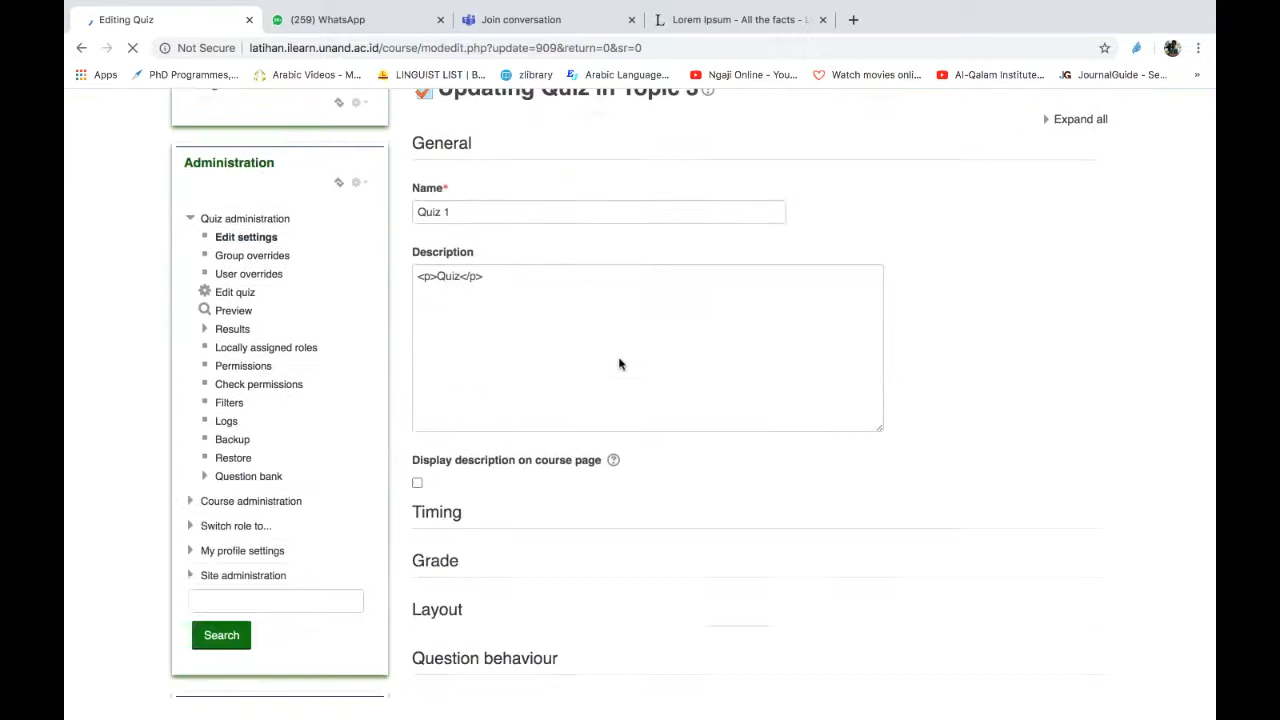 Editing Quiz
(259) WhatsApp
Join conversation
Lorem Ipsum - All the facts - L
Not Secure
latihan.ilearn.unand.ac.id/course/modedit.php?update=909&return=0&sr=0
Apps
PhD Programmes,...
Arabic Videos - M...
LINGUIST LIST | B...
zlibrary
Arabic Language...
Ngaji Online - You...
Watch movies onli...
Al-Qalam Institute...
JournalGuide - Se...
»
Updating Quiz in Topic 3
Expand all
General
Name*
Quiz 1
Description
<p>Quiz</p>
Display description on course page
Timing
Grade
Layout
Question behaviour
Administration
Quiz administration
Edit settings
Group overrides
User overrides
Edit quiz
Preview
Results
Locally assigned roles
Permissions
Check permissions
Filters
Logs
Backup
Restore
Question bank
Course administration
Switch role to...
My profile settings
Site administration
Search